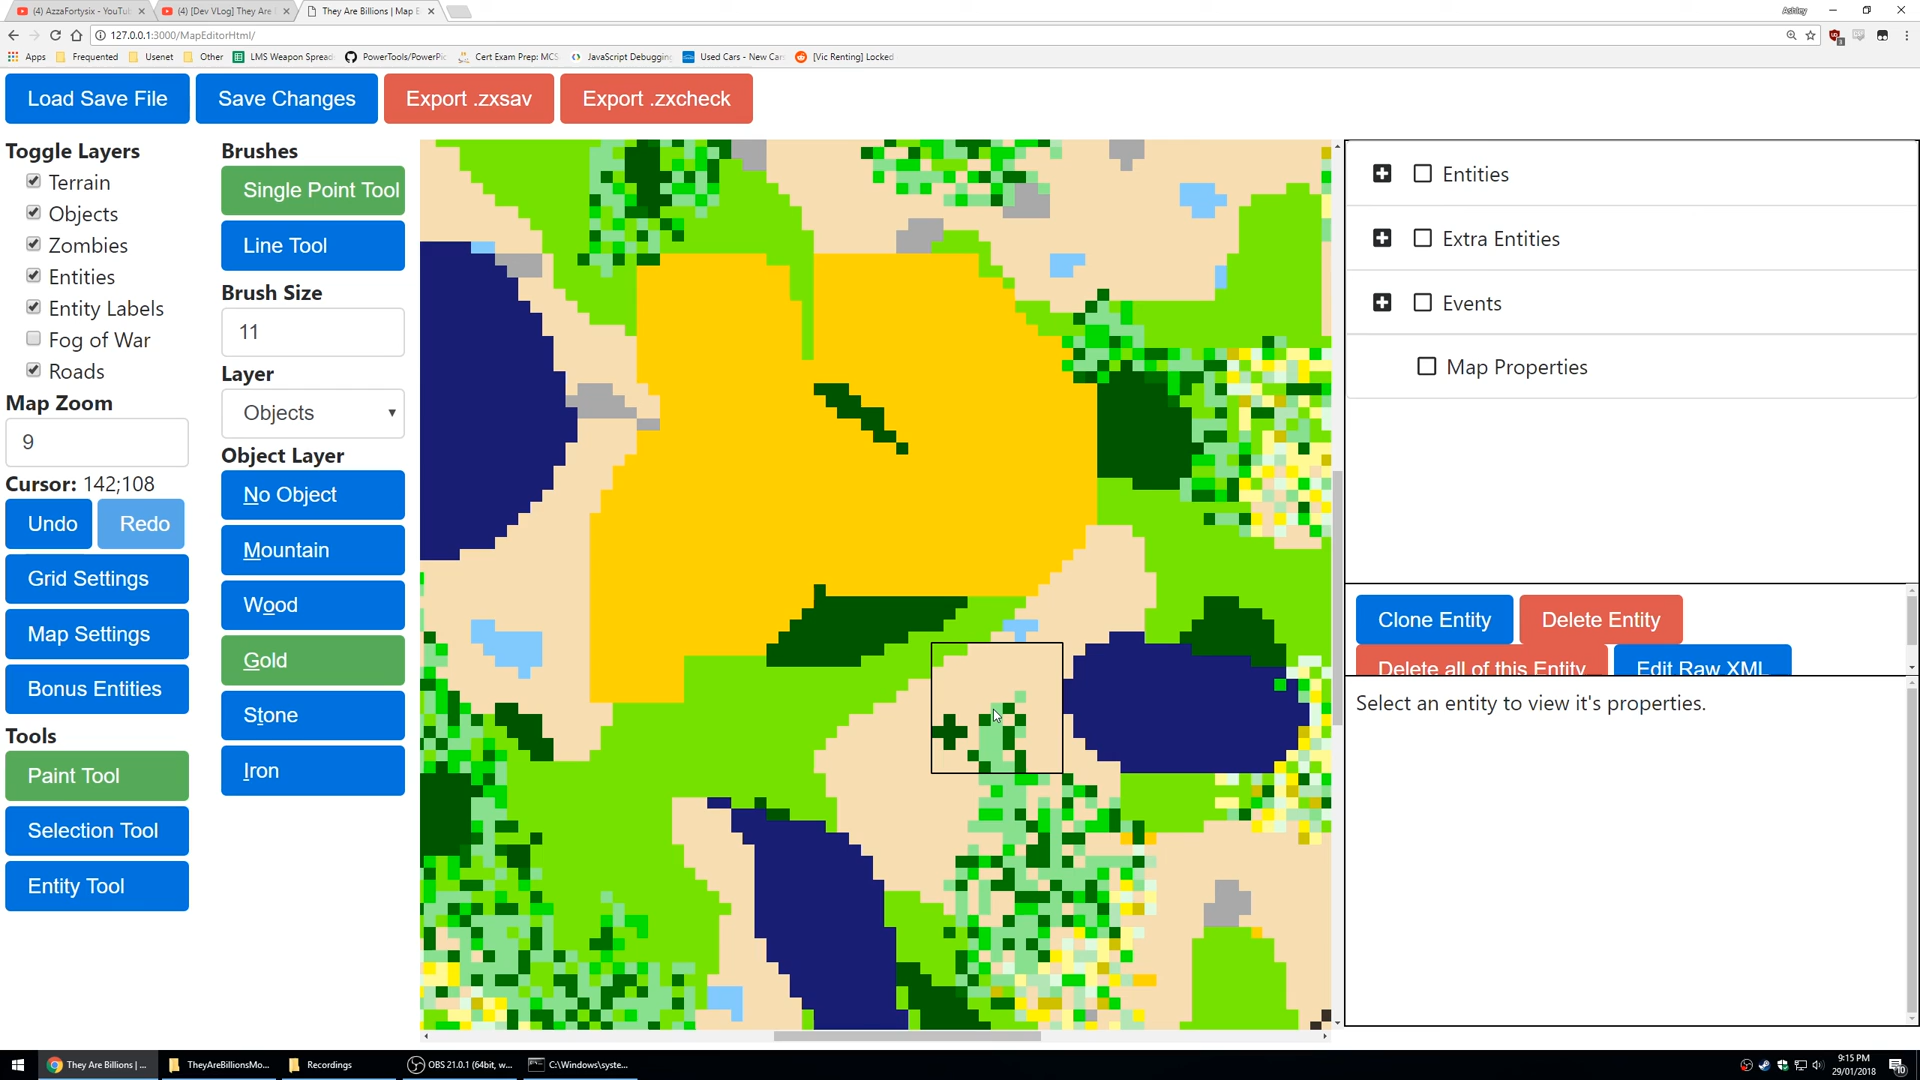 (4) AzzaFortysix - YouTu
(4) [Dev VLog] They Are
They Are Billions | Map E
Ashley
127.0.0.1:3000/MapEditorHtml/
Apps
Frequented
Usenet
Other
LMS Weapon Spread
PowerTools/PowerPic
Cert Exam Prep: MCS
JavaScript Debugging
Used Cars - New Car
[Vic Renting] Locked
Load Save File
Save Changes
Export .zxsav
Export .zxcheck
Toggle Layers
Terrain
Objects
Zombies
Entities
Entity Labels
Fog of War
Roads
Map Zoom
9
Cursor: 142;108
Undo
Redo
Grid Settings
Map Settings
Bonus Entities
Tools
Paint Tool
Selection Tool
Entity Tool
Brushes
Single Point Tool
Line Tool
Brush Size
11
Layer
Objects
Object Layer
No Object
Mountain
Wood
Gold
Stone
Iron
Entities
Extra Entities
Events
Map Properties
Clone Entity
Delete Entity
Delete all of this Entity
Edit Raw XML
Select an entity to view it's properties.
They Are Billions | ...
TheyAreBillionsMo...
Recordings
OBS 21.0.1 (64bit, w...
C:\Windows\syste...
9:15 PM
29/01/2018